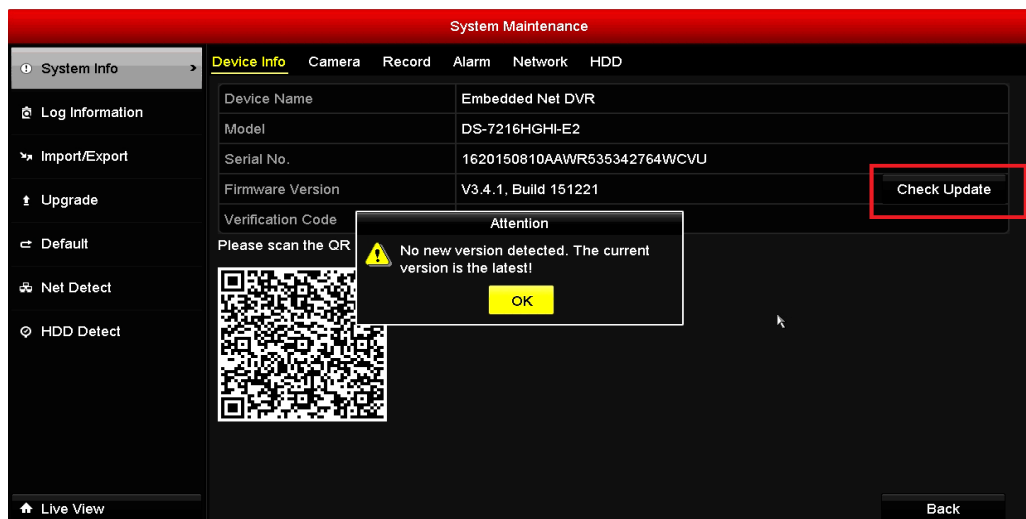 System Maintenance
System Info
Log Information
Import/Export
Upgrade
Default
Net Detect
HDD Detect
Live View
Device Info Camera Record Alarm Network HDD
Device Name Embedded Net DVR
Model DS-7216HGHI-E2
Serial No. 1620150810AAWR535342764WCVU
Firmware Version V3.4.1, Build 151221 Check Update
Verification Code
Please scan the QR
Attention
No new version detected. The current
version is the latest!
OK
Back